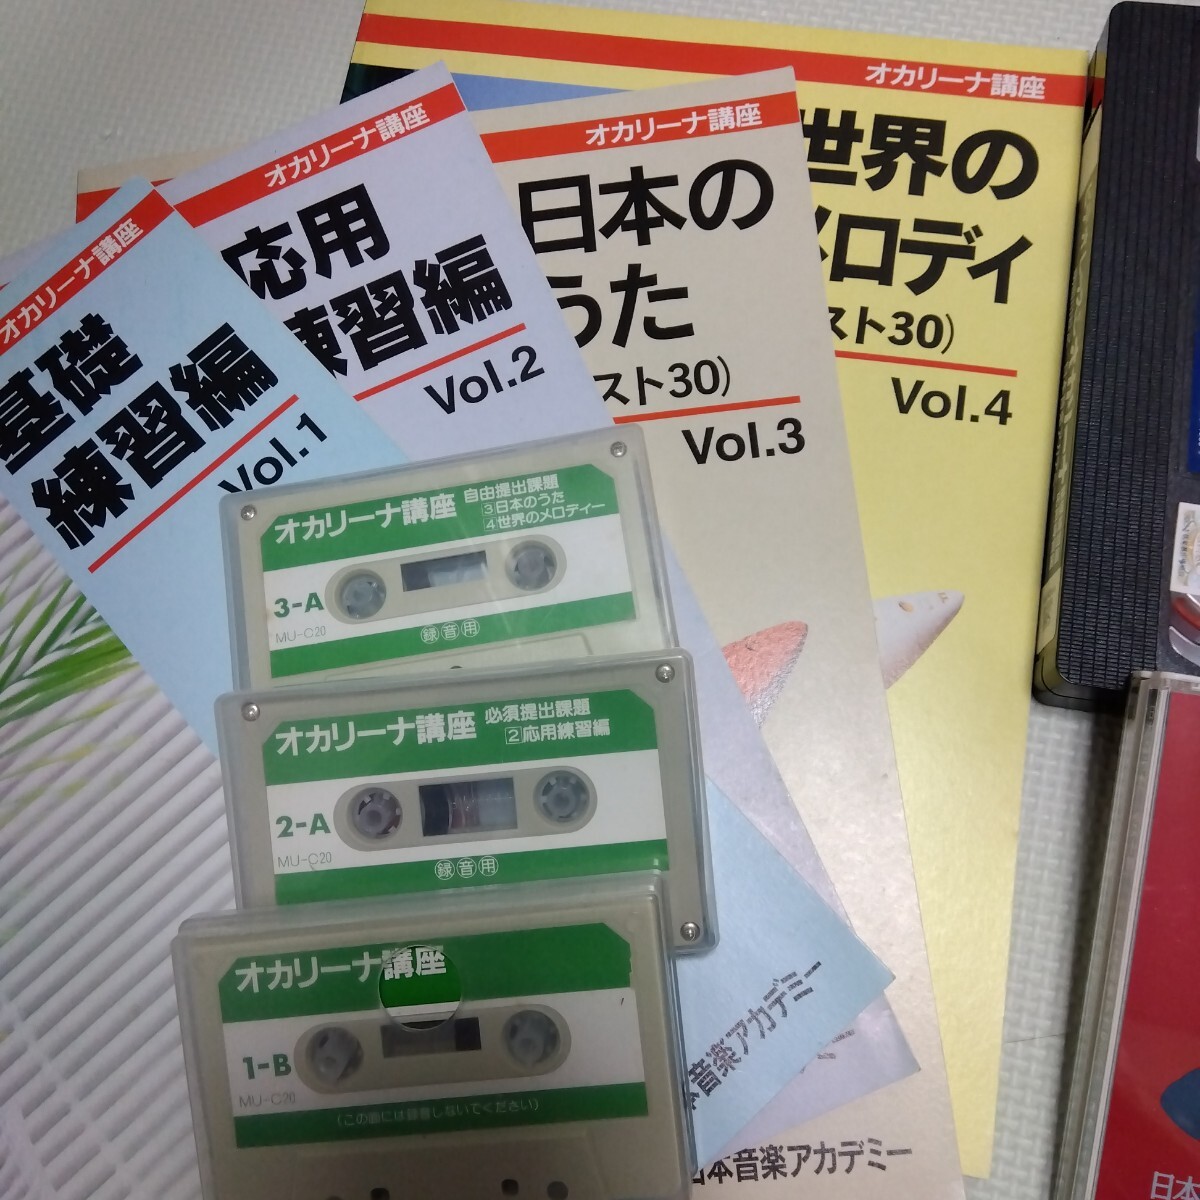 オカリーナ講座
基礎
練習編
Vol.1
オカリーナ講座
応用
練習編
Vol.2
オカリーナ講座
日本の
うた
スト30)
Vol.3
オカリーナ講座
世界の
メロディ
スト30)
Vol.4
オカリーナ講座 自由提出課題
3日本のうた
4世界のメロディー
3-A
MU-C20
録音用
オカリーナ講座 必須提出課題
2応用練習編
2-A
MU-C20
録音用
オカリーナ講座
1-B
MU-C20
(この面には録音しないでください)
本音楽アカデミー
日本音楽アカデミー
日本